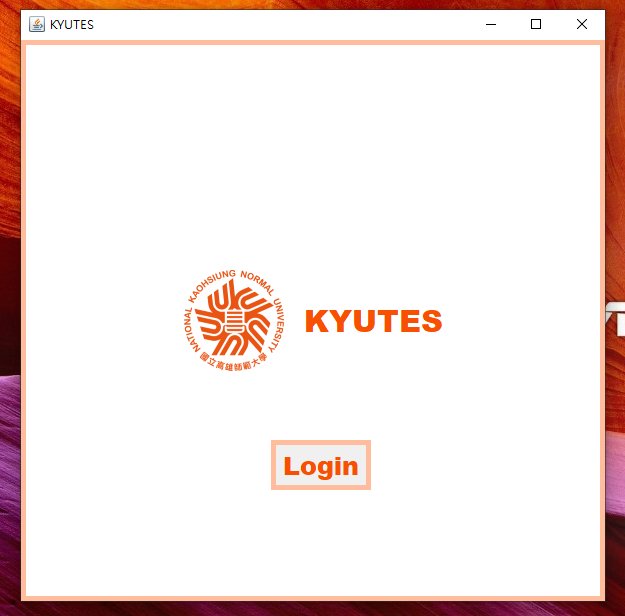 KYUTES
NATIONAL KAOHSIUNG NORMAL UNIVERSITY
國立高雄師範大學
KYUTES
Login